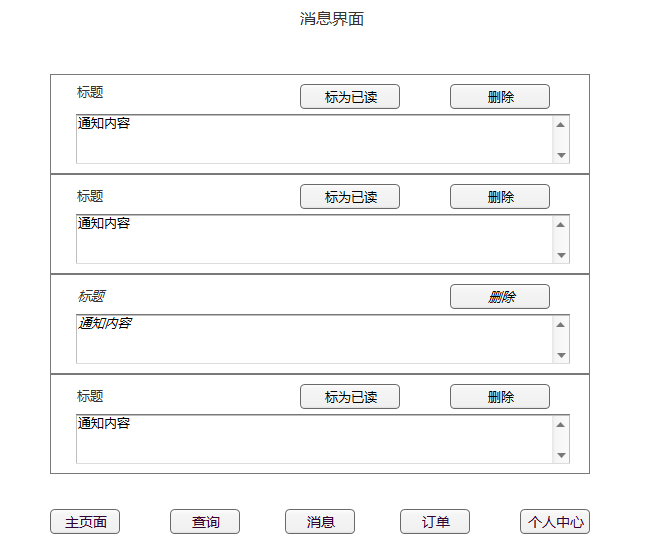 消息界面
标题 标为已读 删除
通知内容
标题 标为已读 删除
通知内容
标题 删除
通知内容
标题 标为已读 删除
通知内容
主页面 查询 消息 订单 个人中心